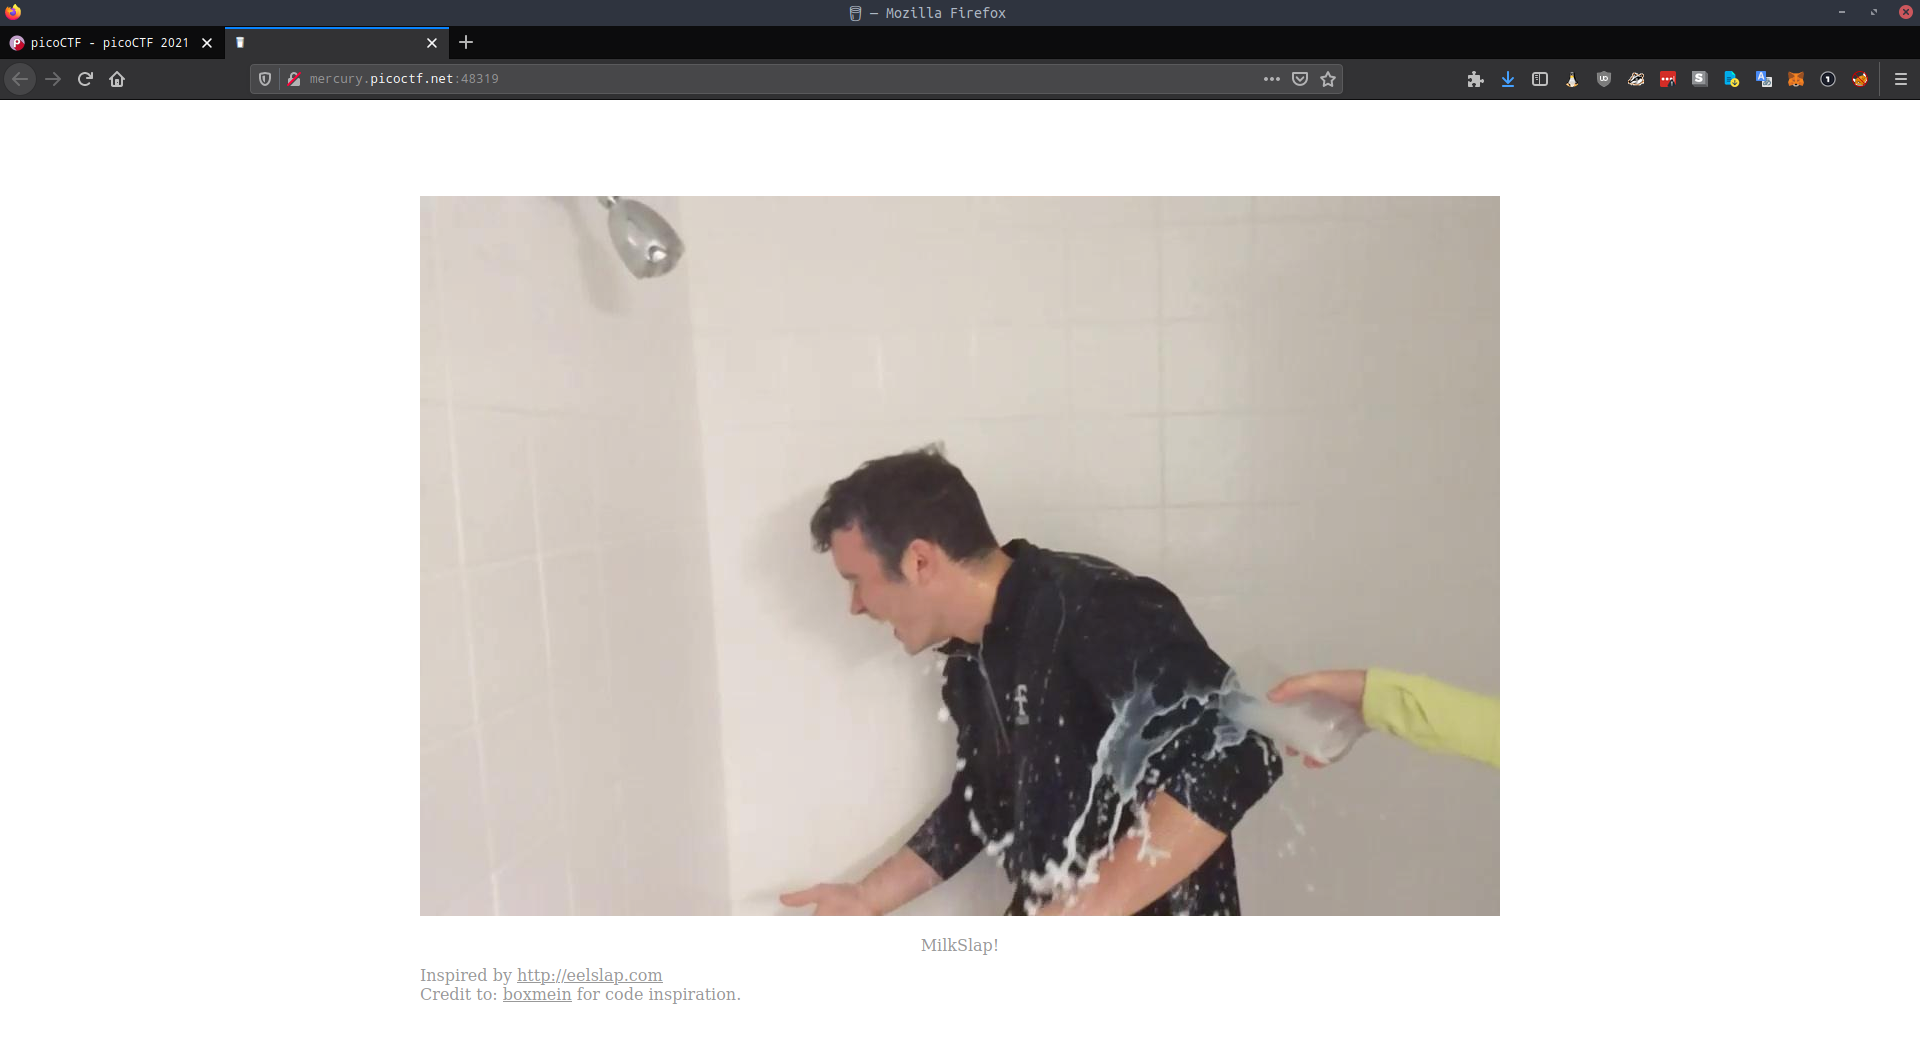 — Mozilla Firefox
picoCTF - picoCTF 2021
mercury.picoctf.net:48319
MilkSlap!
Inspired by http://eelslap.com
Credit to: boxmein for code inspiration.